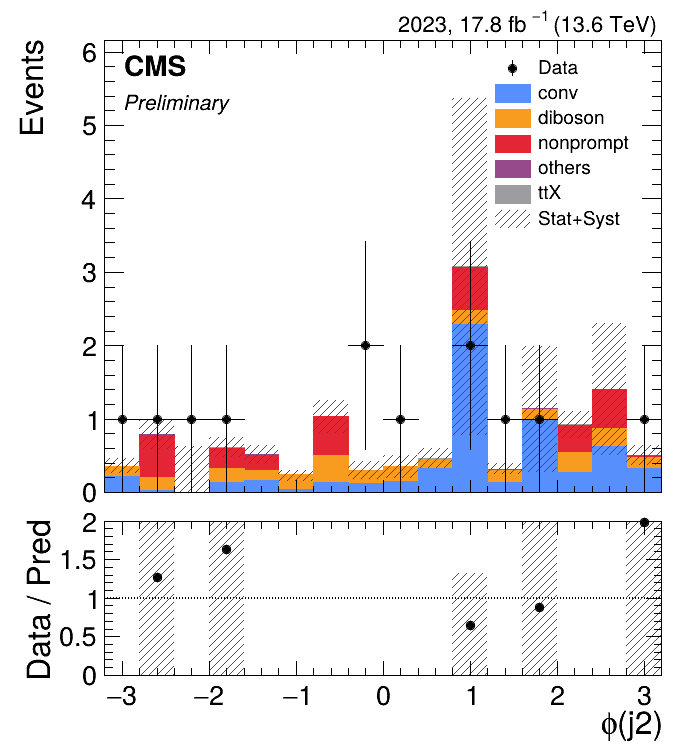 2023, 17.8 fb⁻¹ (13.6 TeV)
CMS
Preliminary
Events
Data
conv
diboson
nonprompt
others
ttX
Stat+Syst
6
5
4
3
2
1
0
Data / Pred
2
1.5
1
0.5
0
−3 −2 −1 0 1 2 3
ϕ(j2)